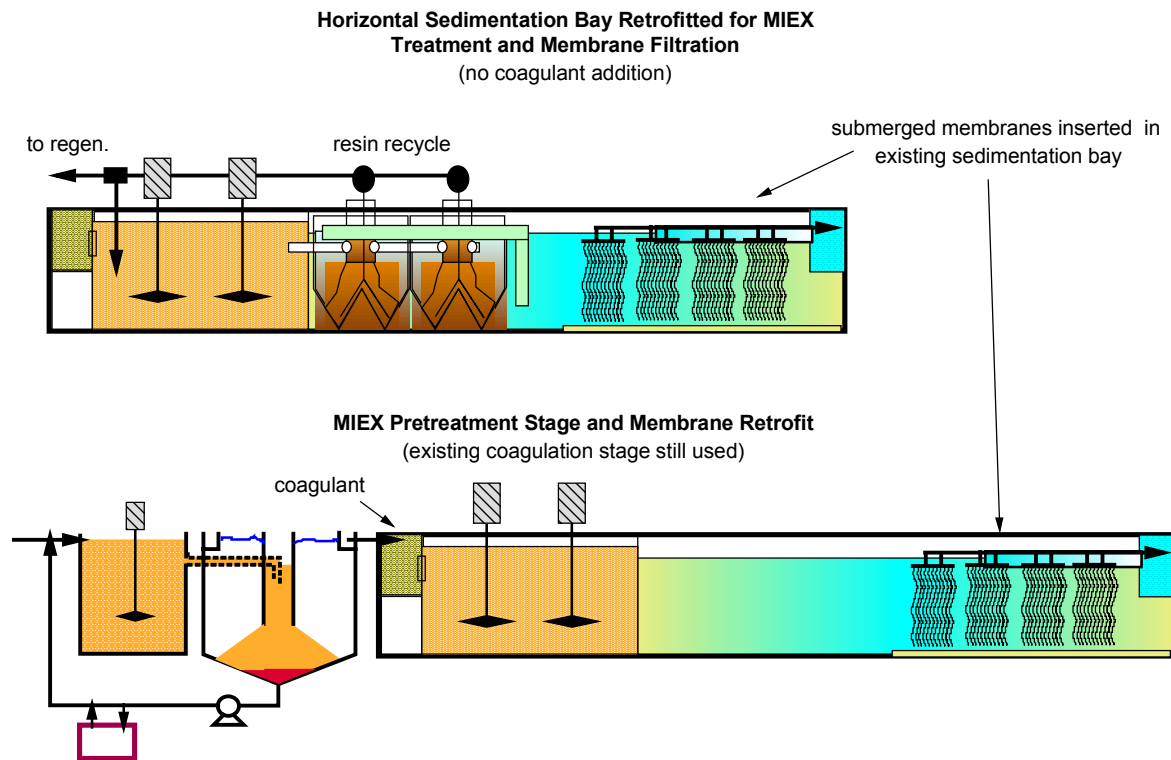 Horizontal Sedimentation Bay Retrofitted for MIEX
Treatment and Membrane Filtration
(no coagulant addition)
to regen.
resin recycle
submerged membranes inserted in
existing sedimentation bay
MIEX Pretreatment Stage and Membrane Retrofit
(existing coagulation stage still used)
coagulant